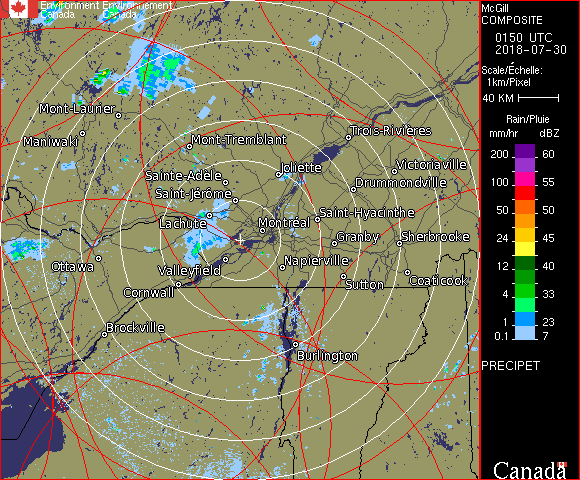 Environment Environnement
Canada Canada
McGill
COMPOSITE
0150 UTC
2018-07-30
Scale/Échelle:
1km/Pixel
40 KM
Rain/Pluie
mm/hr dBZ
200 60
100 55
50 50
24 45
12 40
4 33
1 23
0.1 7
PRECIPET
Canada
Mont-Laurier
Maniwaki
Mont-Tremblant
Trois-Rivières
Sainte-Adèle
Joliette
Victoriaville
Saint-Jérôme
Drummondville
Lachute
Montréal
Saint-Hyacinthe
Granby
Sherbrooke
Ottawa
Valleyfield
Napierville
Cornwall
Sutton
Coaticook
Brockville
Burlington